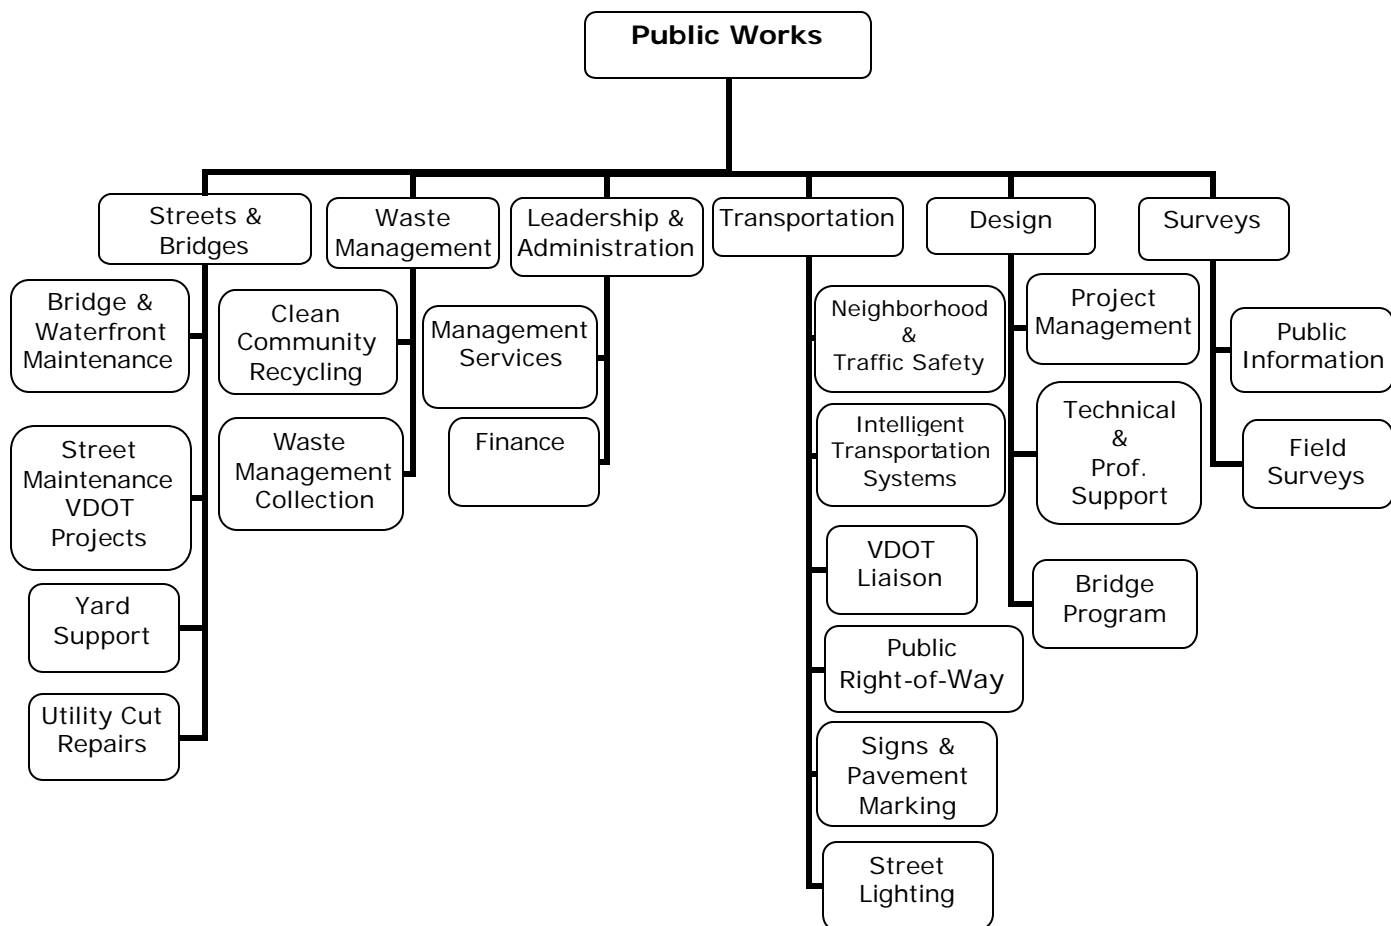 Public Works
Streets &
Bridges
Waste
Management
Leadership &
Administration
Transportation
Design
Surveys
Bridge &
Waterfront
Maintenance
Street
Maintenance
VDOT
Projects
Yard
Support
Utility Cut
Repairs
Clean
Community
Recycling
Waste
Management
Collection
Management
Services
Finance
Neighborhood
&
Traffic Safety
Intelligent
Transportation
Systems
VDOT
Liaison
Public
Right-of-Way
Signs &
Pavement
Marking
Street
Lighting
Project
Management
Technical
&
Prof.
Support
Bridge
Program
Public
Information
Field
Surveys